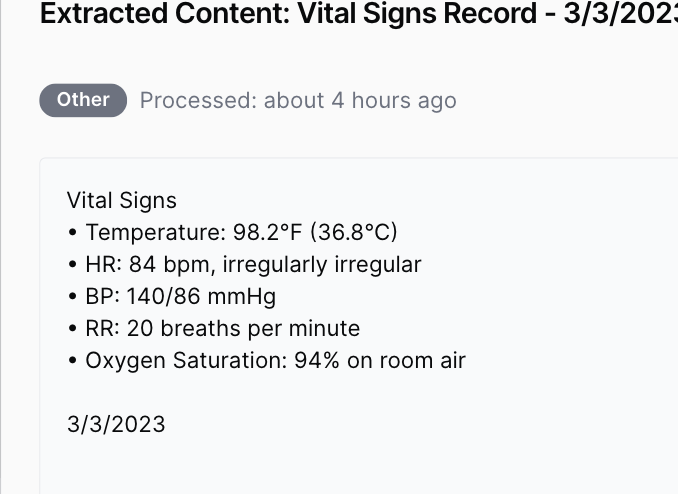 Extracted Content: Vital Signs Record - 3/3/2023
Other Processed: about 4 hours ago
Vital Signs
• Temperature: 98.2°F (36.8°C)
• HR: 84 bpm, irregularly irregular
• BP: 140/86 mmHg
• RR: 20 breaths per minute
• Oxygen Saturation: 94% on room air
3/3/2023